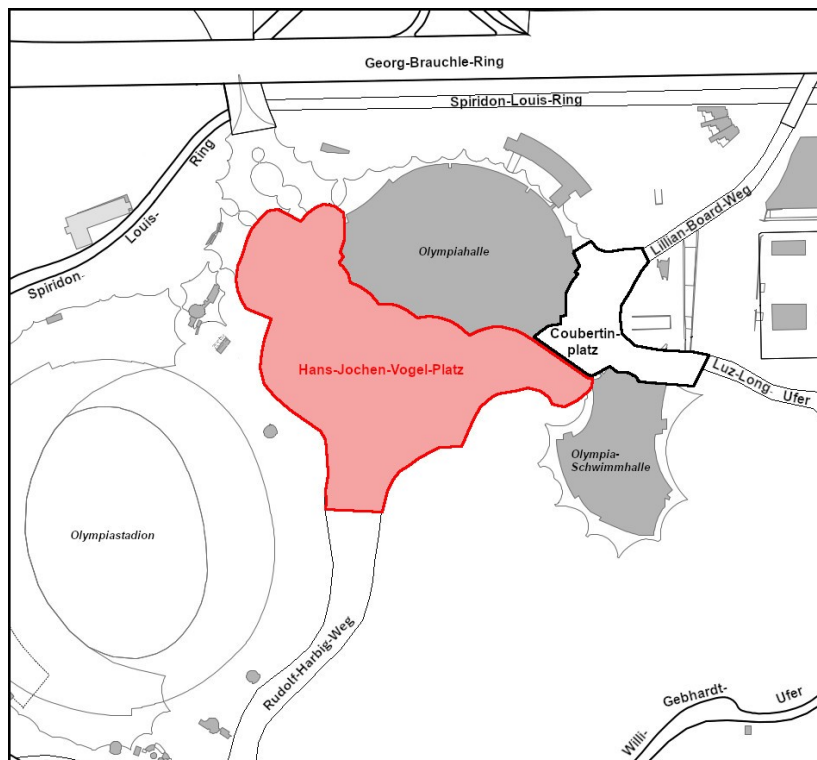 Georg-Brauchle-Ring
Spiridon-Louis-Ring
Spiridon-
Louis-
Ring
Lillian-Board-Weg
Olympiahalle
Coubertin-
platz
Hans-Jochen-Vogel-Platz
Luz-Long-
Ufer
Olympia-
Schwimmhalle
Olympiastadion
Rudolf-Harbig-Weg
Willi-
Gebhardt-
Ufer